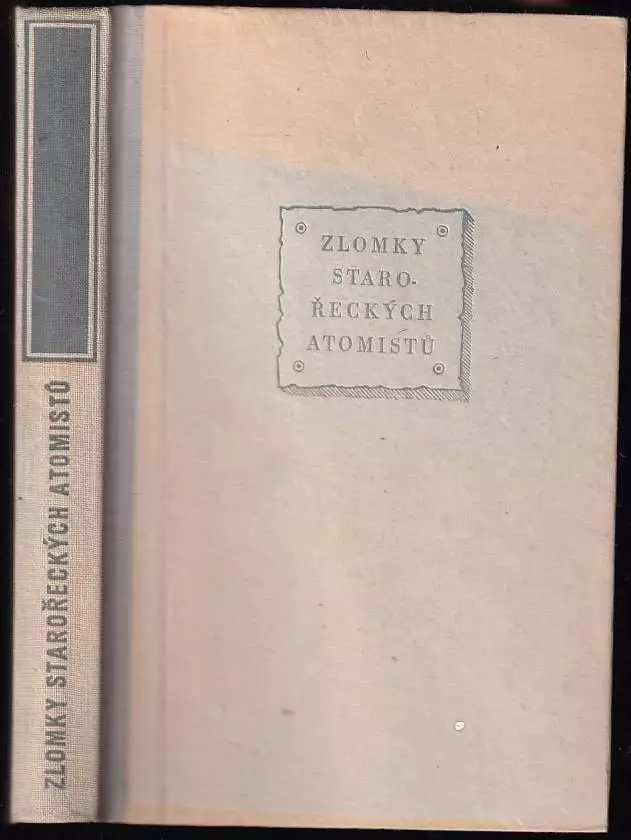 ZLOMKY STAROŘECKÝCH ATOMISTŮ
ZLOMKY
STARO-
ŘECKÝCH
ATOMISTŮ